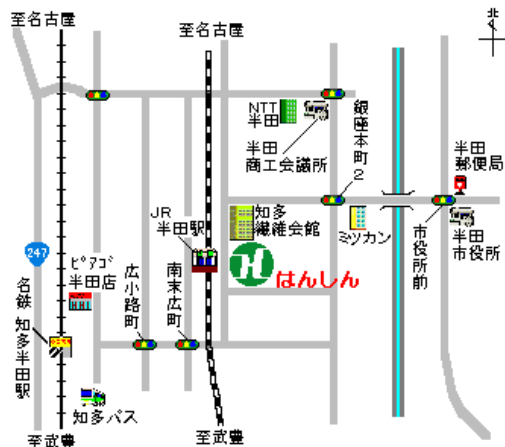 至名古屋
至名古屋
北
NTT
半田
半田
商工会議所
銀座本町2
半田
郵便局
JR
半田駅
知多
繊維会館
ミツカン
市役所前
半田
市役所
247
ピアゴ
半田店
広小路町
南末広町
はんしん
名鉄 知多半田駅
知多バス
至武豊
至武豊